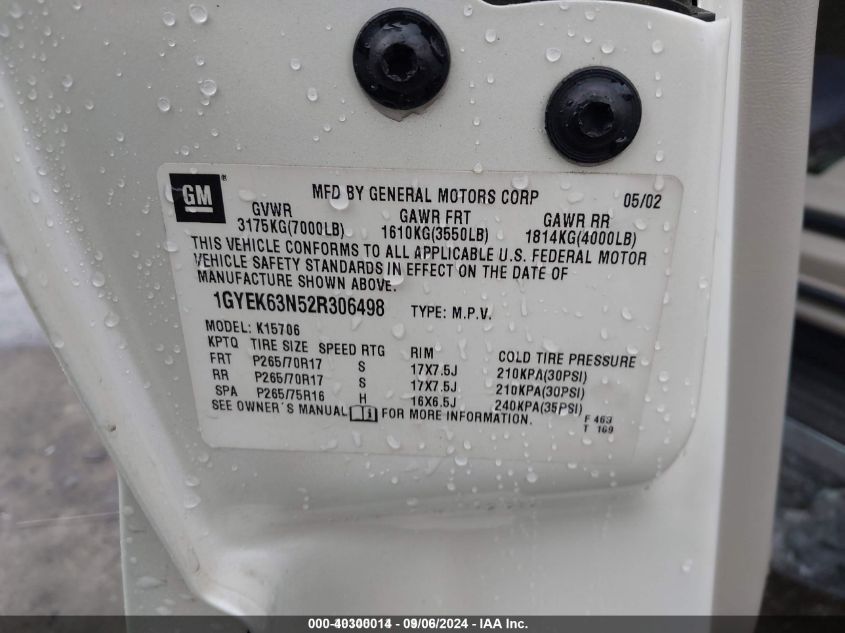 GM ®
MFD BY GENERAL MOTORS CORP 05/02
GVWR GAWR FRT GAWR RR
3175KG(7000LB) 1610KG(3550LB) 1814KG(4000LB)
THIS VEHICLE CONFORMS TO ALL APPLICABLE U.S. FEDERAL MOTOR
VEHICLE SAFETY STANDARDS IN EFFECT ON THE DATE OF
MANUFACTURE SHOWN ABOVE.
1GYEK63N52R306498 TYPE: M.P.V.
MODEL: K15706
KPTQ TIRE SIZE SPEED RTG RIM COLD TIRE PRESSURE
FRT P265/70R17 S 17X7.5J 210KPA(30PSI)
RR P265/70R17 S 17X7.5J 210KPA(30PSI)
SPA P265/75R16 H 16X6.5J 240KPA(35PSI)
SEE OWNER'S MANUAL FOR MORE INFORMATION.
F 463
T 169
- 09/06/2024 - IAA Inc.